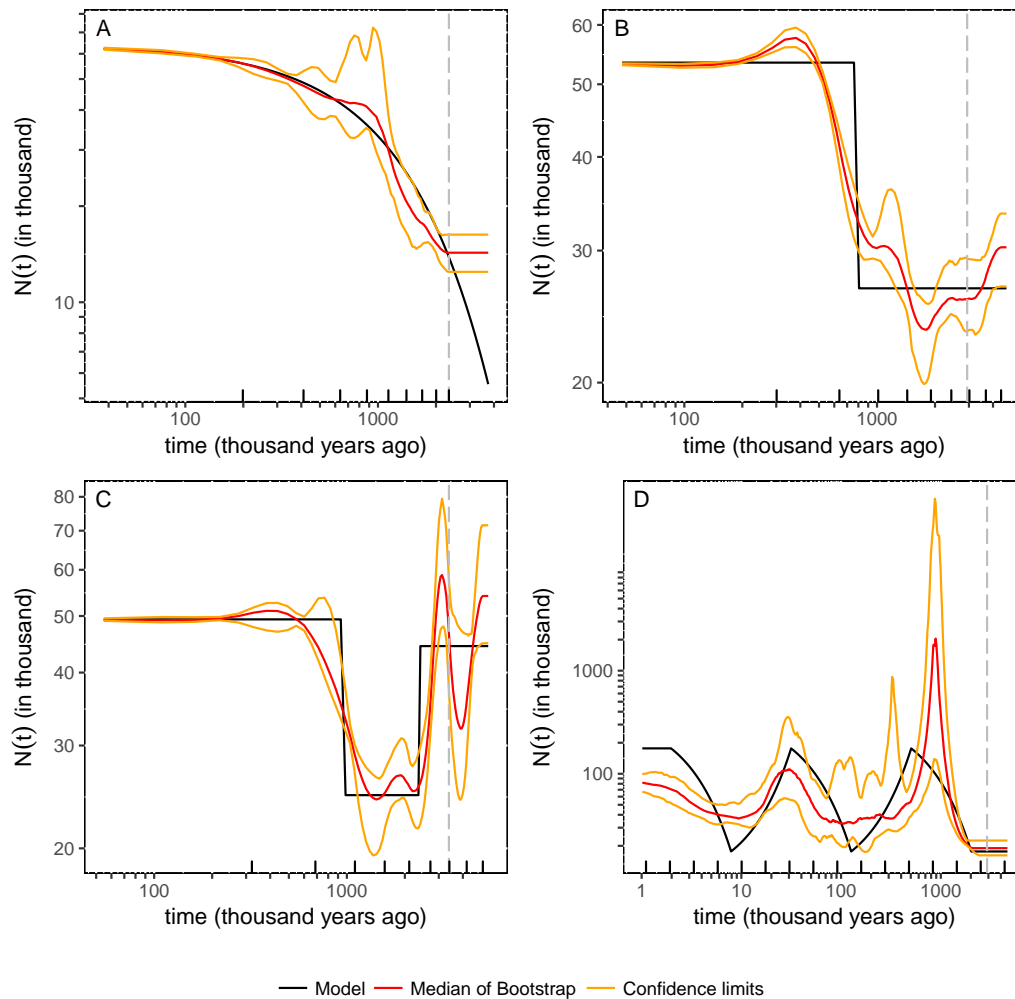 A
N(t) (in thousand)
10
100
1000
time (thousand years ago)
B
N(t) (in thousand)
60
50
40
30
20
100
1000
time (thousand years ago)
C
N(t) (in thousand)
80
70
60
50
40
30
20
100
1000
time (thousand years ago)
D
N(t) (in thousand)
1000
100
1
10
100
1000
time (thousand years ago)
Model Median of Bootstrap Confidence limits